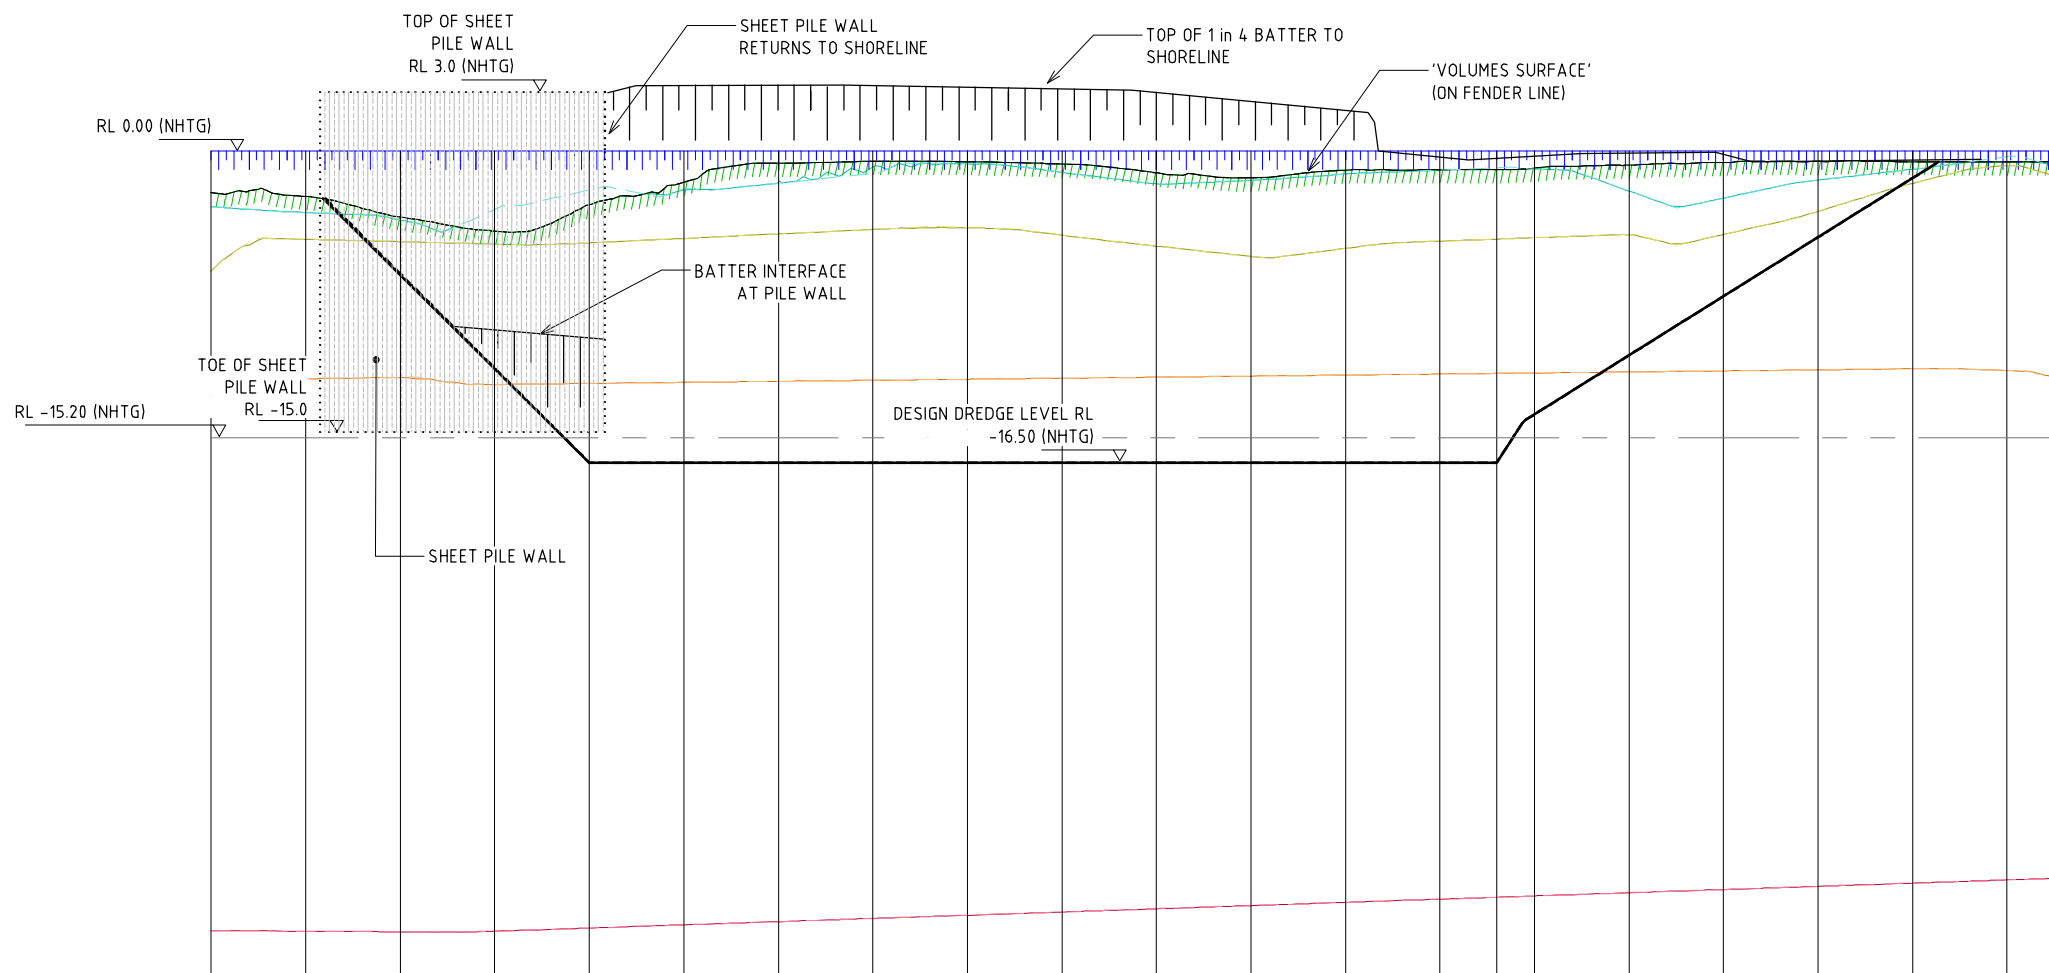 TOP OF SHEET
PILE WALL
RL 3.0 (NHTG)
SHEET PILE WALL
RETURNS TO SHORELINE
TOP OF 1 in 4 BATTER TO
SHORELINE
'VOLUMES SURFACE'
(ON FENDER LINE)
RL 0.00 (NHTG)
BATTER INTERFACE
AT PILE WALL
TOE OF SHEET
PILE WALL
RL -15.0
RL -15.20 (NHTG)
DESIGN DREDGE LEVEL RL
-16.50 (NHTG)
SHEET PILE WALL